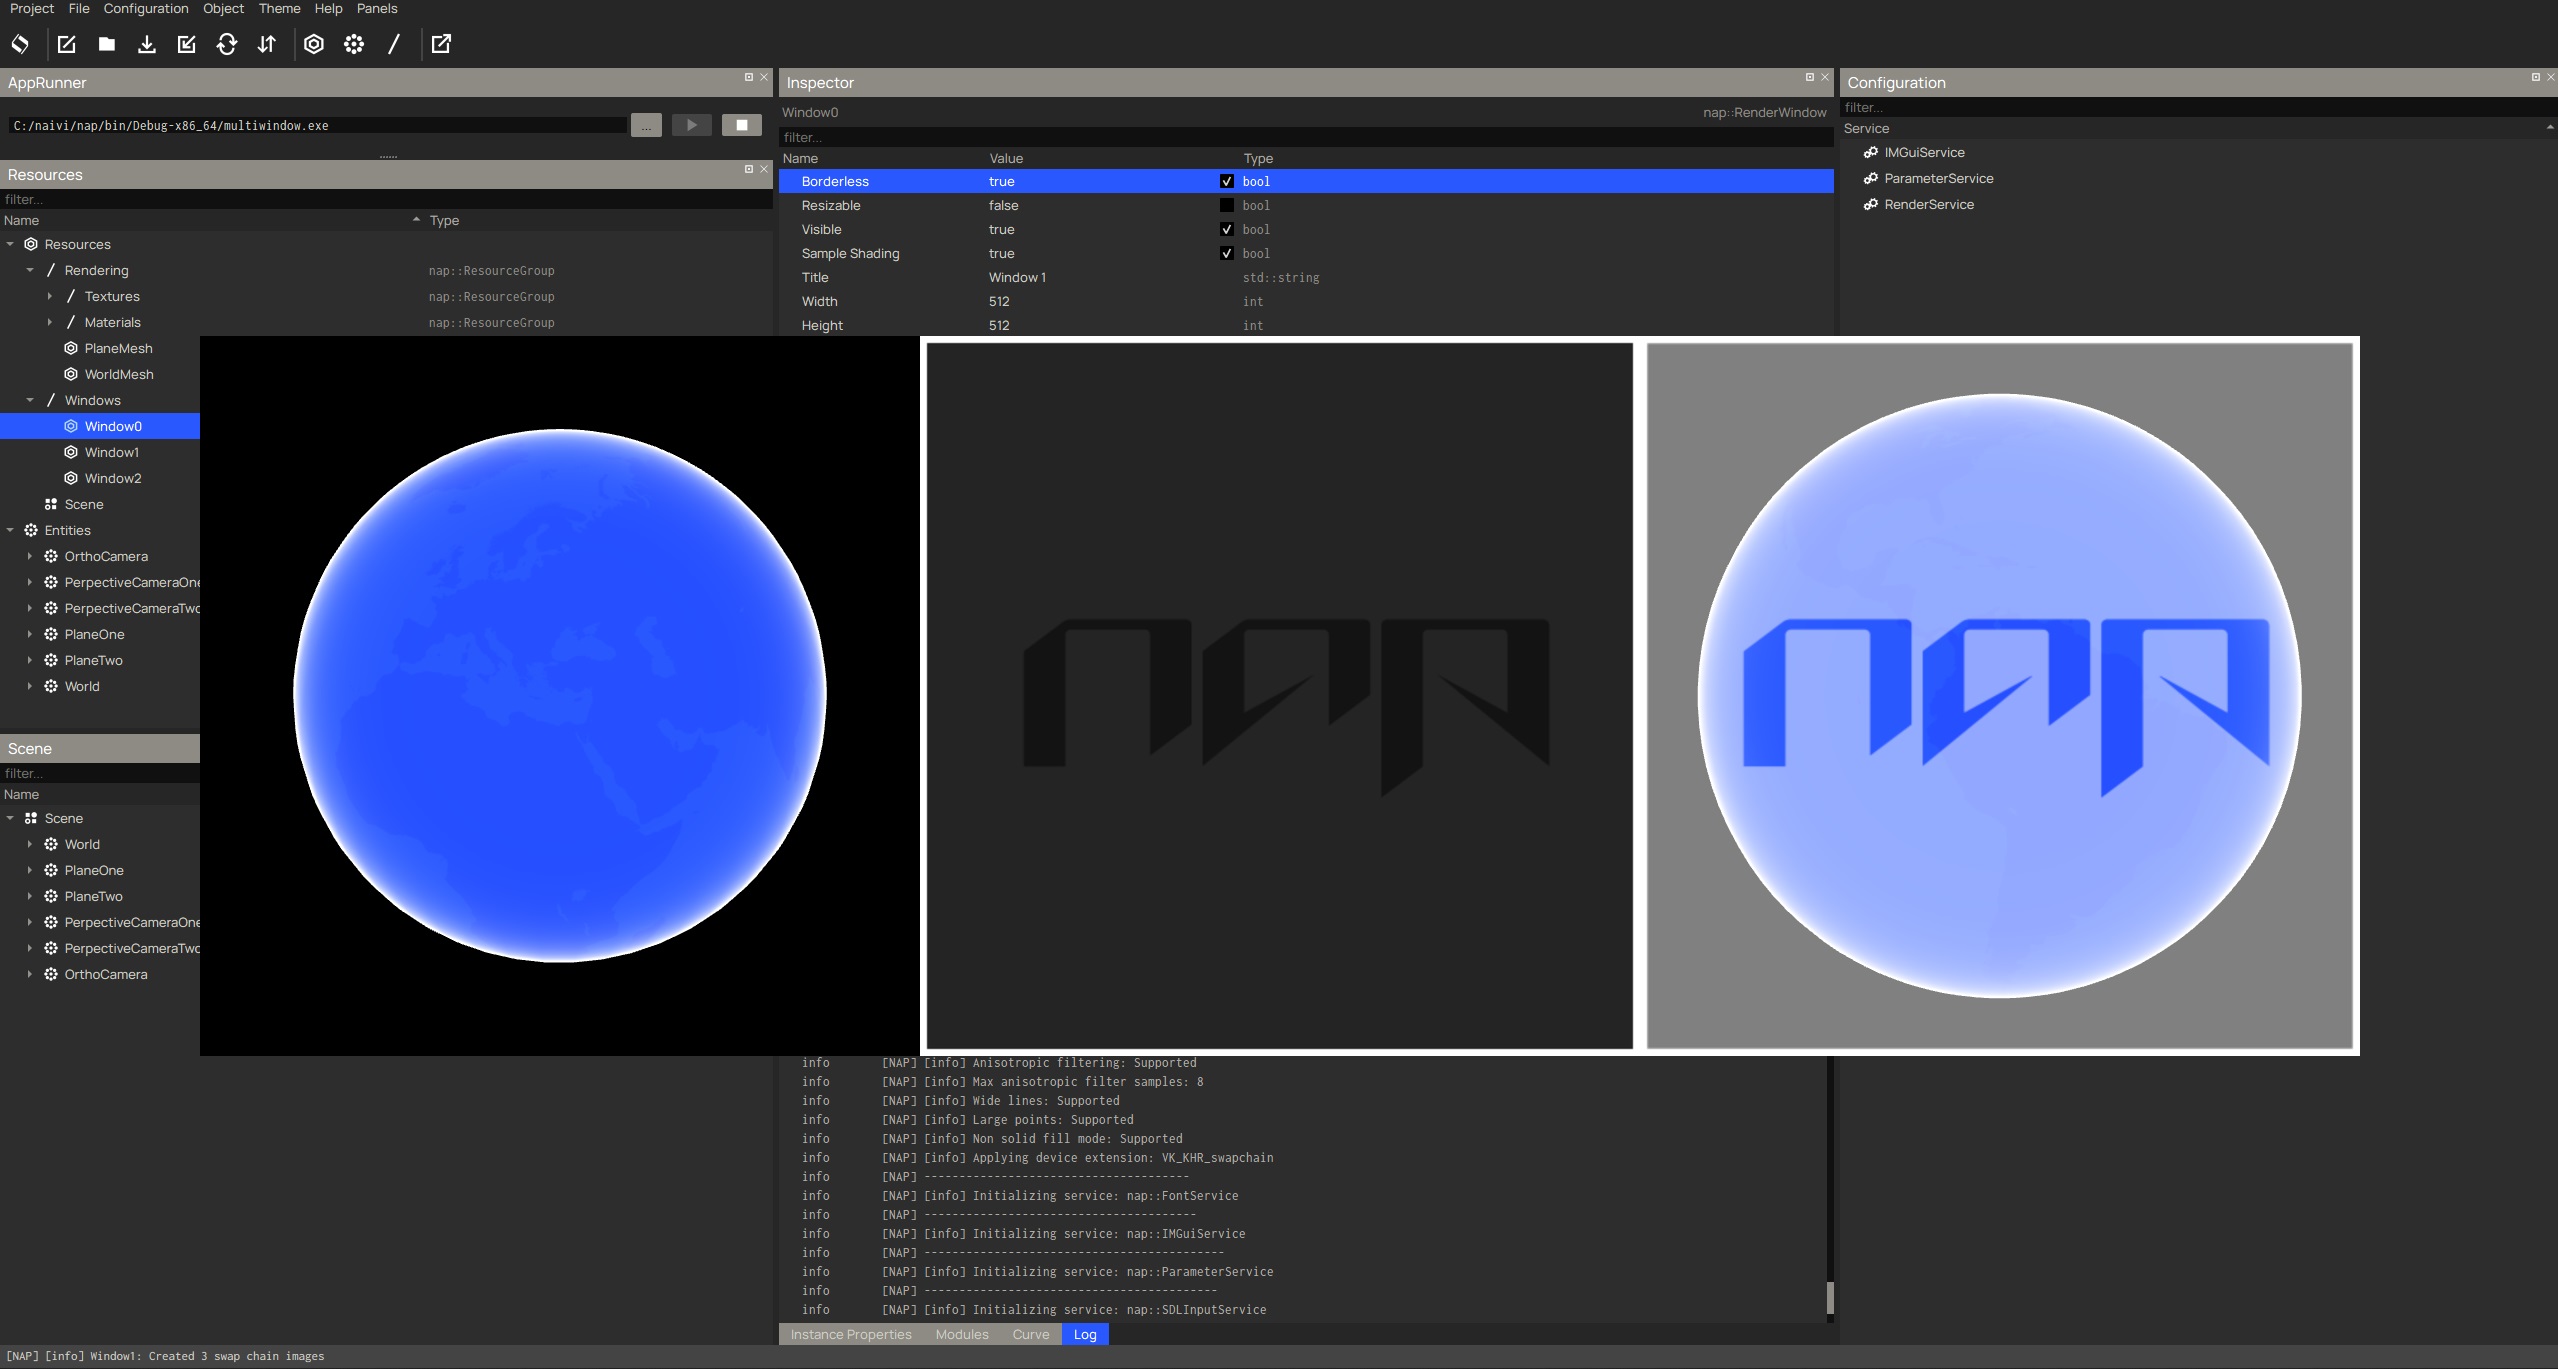 Project File Configuration Object Theme Help Panels
AppRunner
C:/naivi/nap/bin/Debug-x86_64/multiwindow.exe
...
Resources
filter...
Name Type
Resources
Rendering nap::ResourceGroup
Textures nap::ResourceGroup
Materials nap::ResourceGroup
PlaneMesh
WorldMesh
Windows
Window0
Window1
Window2
Scene
Entities
OrthoCamera
PerpectiveCameraOne
PerpectiveCameraTwo
PlaneOne
PlaneTwo
World
Scene
filter...
Name
Scene
World
PlaneOne
PlaneTwo
PerpectiveCameraOne
PerpectiveCameraTwo
OrthoCamera
Inspector
Window0 nap::RenderWindow
filter...
Name Value Type
Borderless true bool
Resizable false bool
Visible true bool
Sample Shading true bool
Title Window 1 std::string
Width 512 int
Height 512 int
nap
nap
info [NAP] [info] Anisotropic filtering: Supported
info [NAP] [info] Max anisotropic filter samples: 8
info [NAP] [info] Wide lines: Supported
info [NAP] [info] Large points: Supported
info [NAP] [info] Non solid fill mode: Supported
info [NAP] [info] Applying device extension: VK_KHR_swapchain
info [NAP] --------------------------------------
info [NAP] [info] Initializing service: nap::FontService
info [NAP] ---------------------------------------
info [NAP] [info] Initializing service: nap::IMGuiService
info [NAP] -------------------------------------------
info [NAP] [info] Initializing service: nap::ParameterService
info [NAP] ------------------------------------------
info [NAP] [info] Initializing service: nap::SDLInputService
Instance Properties Modules Curve Log
Configuration
filter...
Service
IMGuiService
ParameterService
RenderService
[NAP] [info] Window1: Created 3 swap chain images